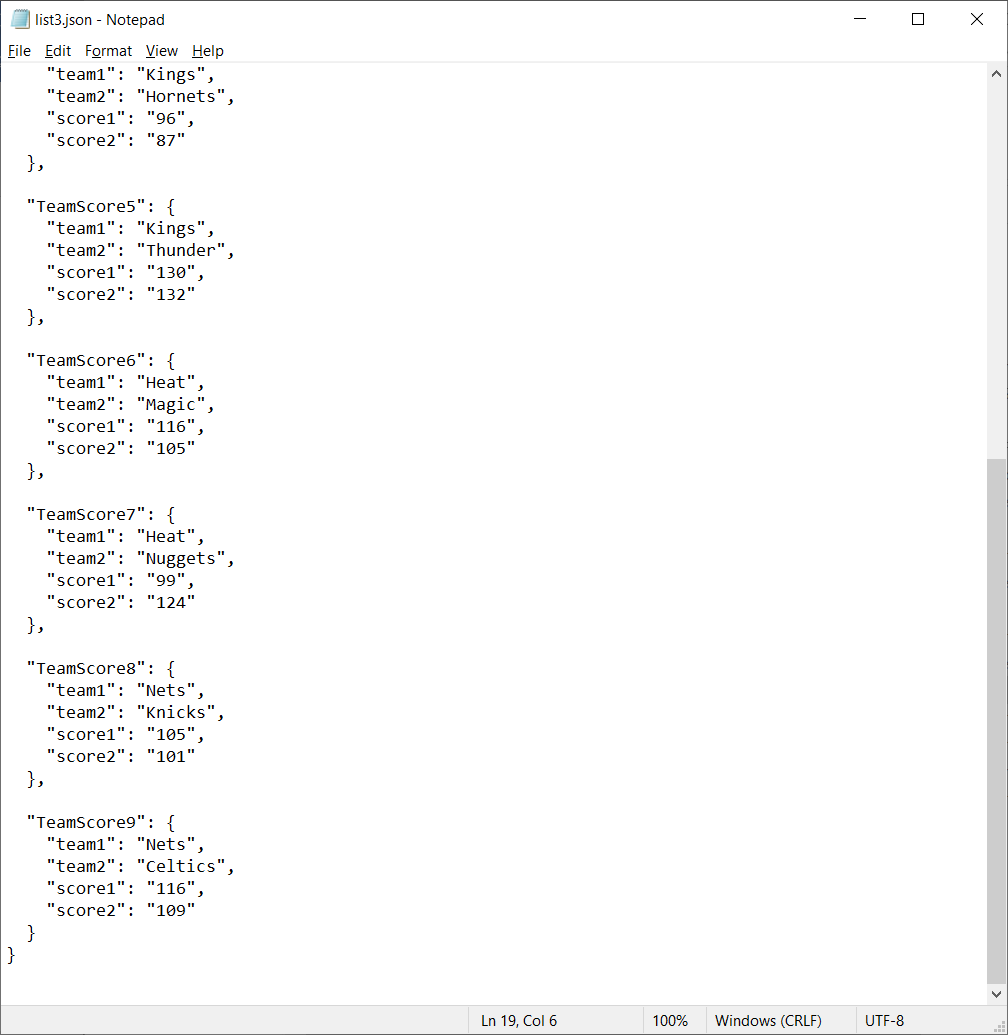 list3.json - Notepad
File Edit Format View Help
    "team1": "Kings",
    "team2": "Hornets",
    "score1": "96",
    "score2": "87"
  },

  "TeamScore5": {
    "team1": "Kings",
    "team2": "Thunder",
    "score1": "130",
    "score2": "132"
  },

  "TeamScore6": {
    "team1": "Heat",
    "team2": "Magic",
    "score1": "116",
    "score2": "105"
  },

  "TeamScore7": {
    "team1": "Heat",
    "team2": "Nuggets",
    "score1": "99",
    "score2": "124"
  },

  "TeamScore8": {
    "team1": "Nets",
    "team2": "Knicks",
    "score1": "105",
    "score2": "101"
  },

  "TeamScore9": {
    "team1": "Nets",
    "team2": "Celtics",
    "score1": "116",
    "score2": "109"
  }
}
Ln 19, Col 6 100% Windows (CRLF) UTF-8